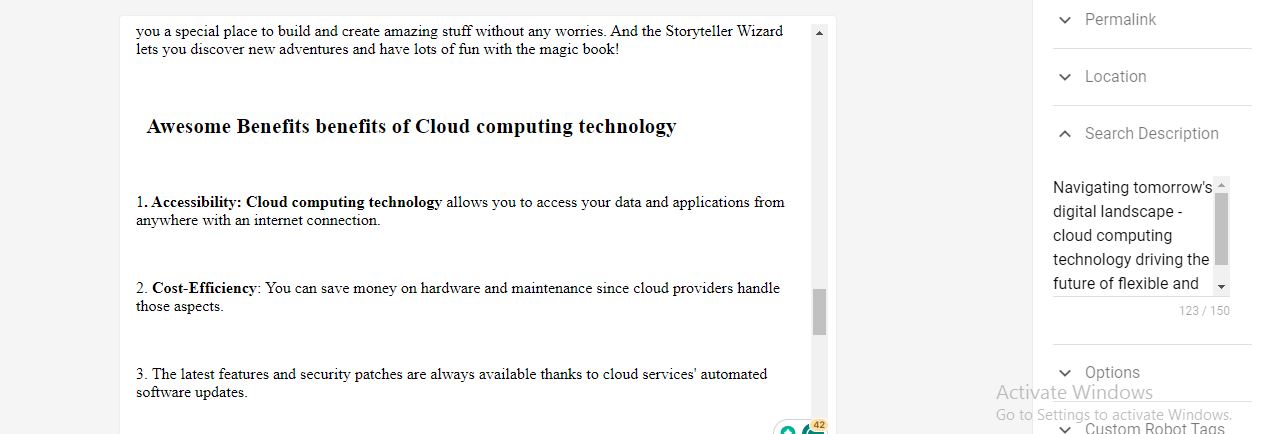 you a special place to build and create amazing stuff without any worries. And the Storyteller Wizard
lets you discover new adventures and have lots of fun with the magic book!
Awesome Benefits benefits of Cloud computing technology
1. Accessibility: Cloud computing technology allows you to access your data and applications from
anywhere with an internet connection.
2. Cost-Efficiency: You can save money on hardware and maintenance since cloud providers handle
those aspects.
3. The latest features and security patches are always available thanks to cloud services' automated
software updates.
42
Permalink
Location
Search Description
Navigating tomorrow's
digital landscape -
cloud computing
technology driving the
future of flexible and
123 / 150
Options
Activate Windows
Go to Settings to activate Windows.
Custom Robot Tags